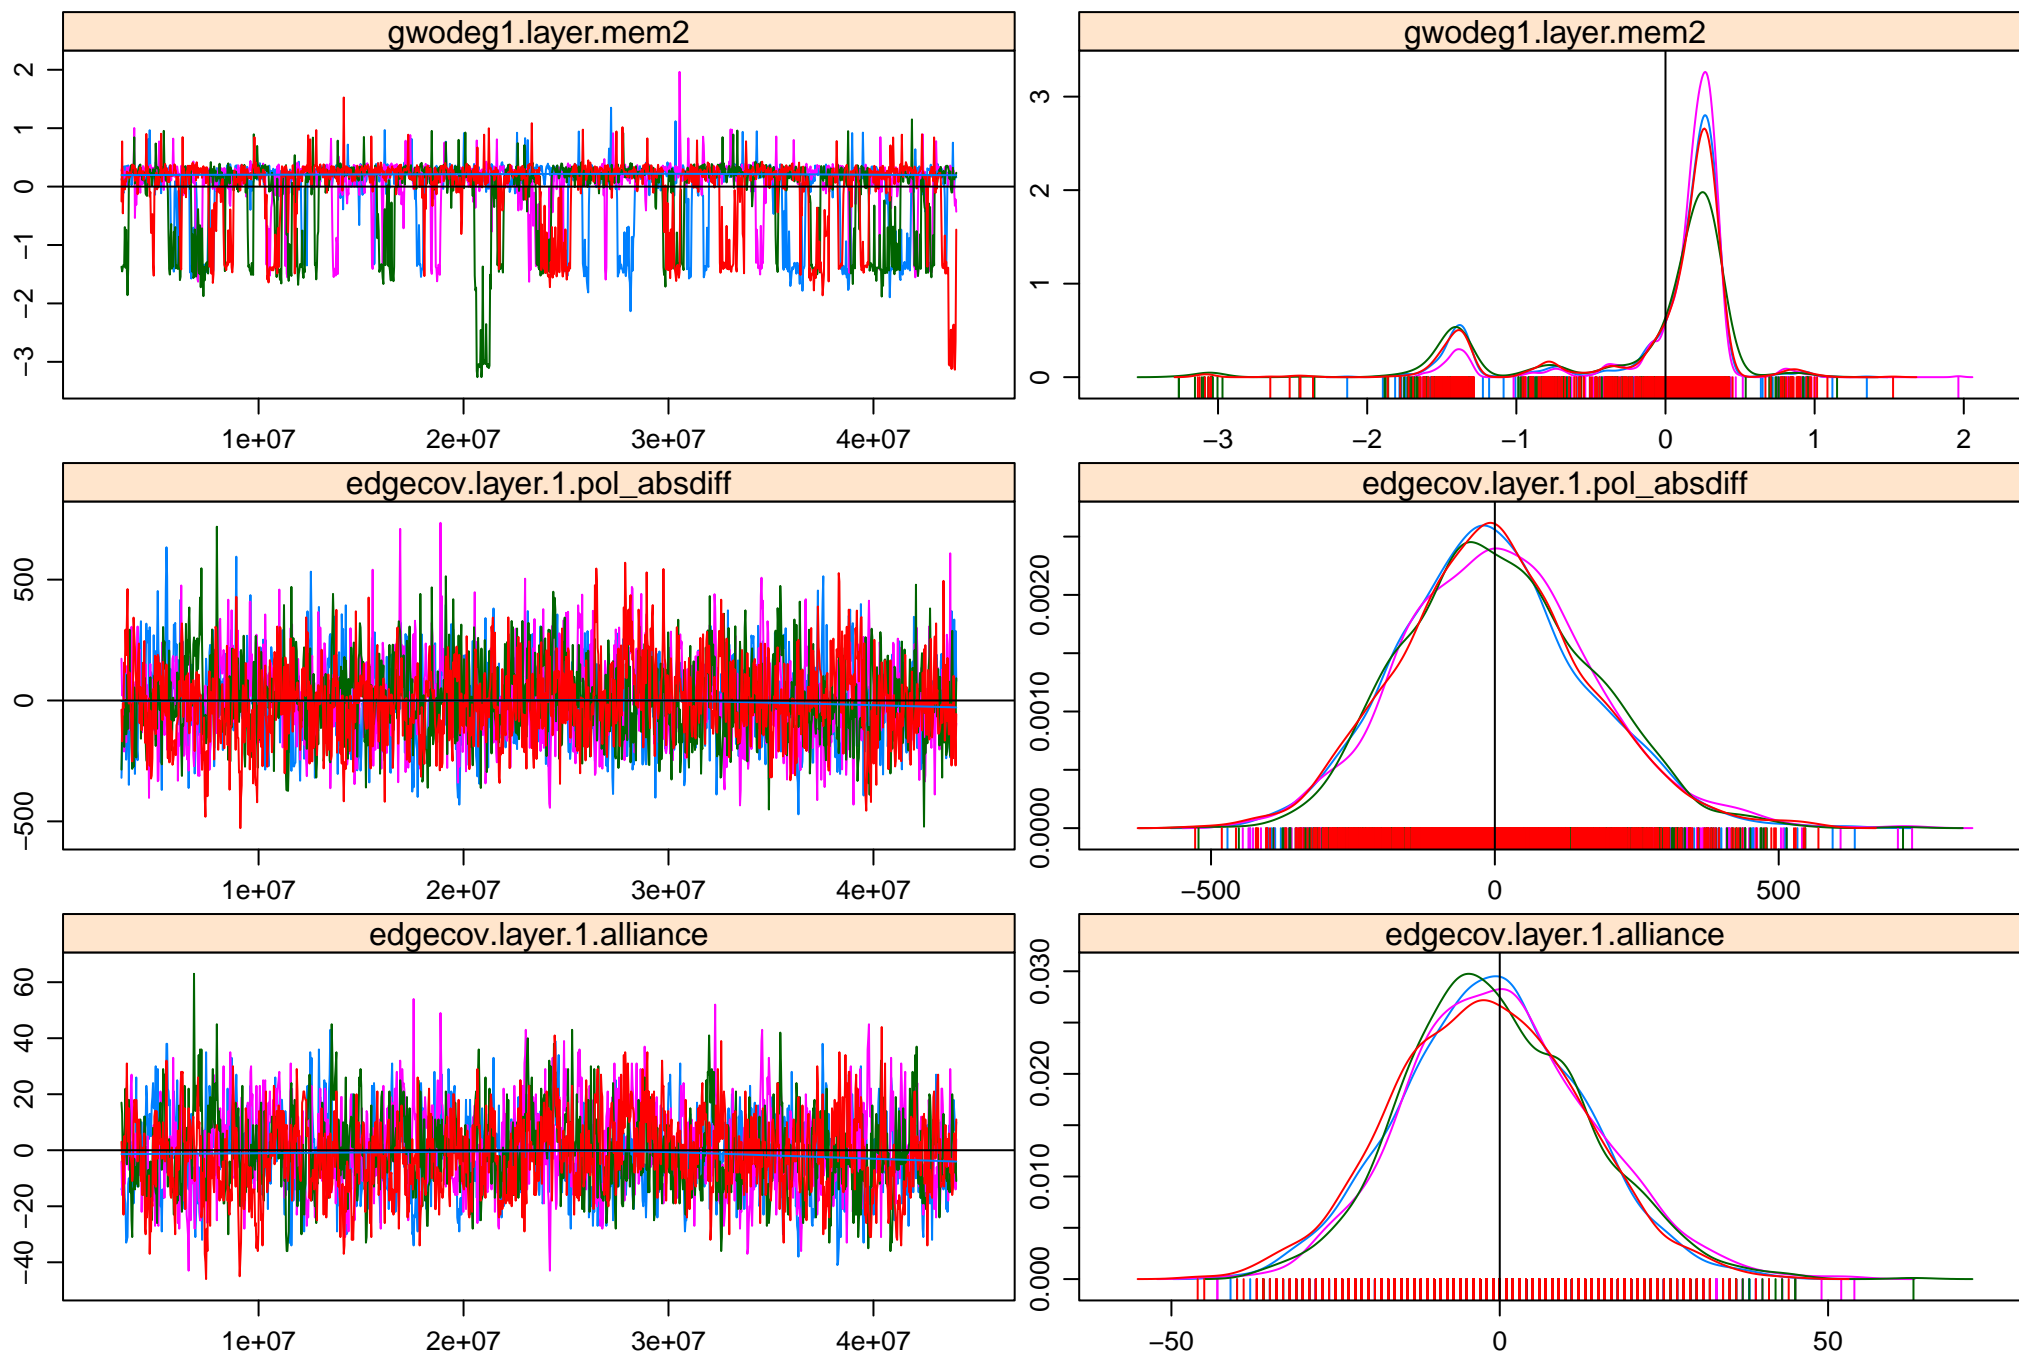 gwodeg1.layer.mem2
gwodeg1.layer.mem2
2
1
0
−1
−2
−3
1e+07 2e+07 3e+07 4e+07
3
2
1
0
−3 −2 −1 0 1 2
edgecov.layer.1.pol_absdiff
edgecov.layer.1.pol_absdiff
500
0
−500
1e+07 2e+07 3e+07 4e+07
0.0020
0.0010
0.0000
−500 0 500
edgecov.layer.1.alliance
edgecov.layer.1.alliance
60
40
20
0
−20
−40
1e+07 2e+07 3e+07 4e+07
0.030
0.020
0.010
0.000
−50 0 50